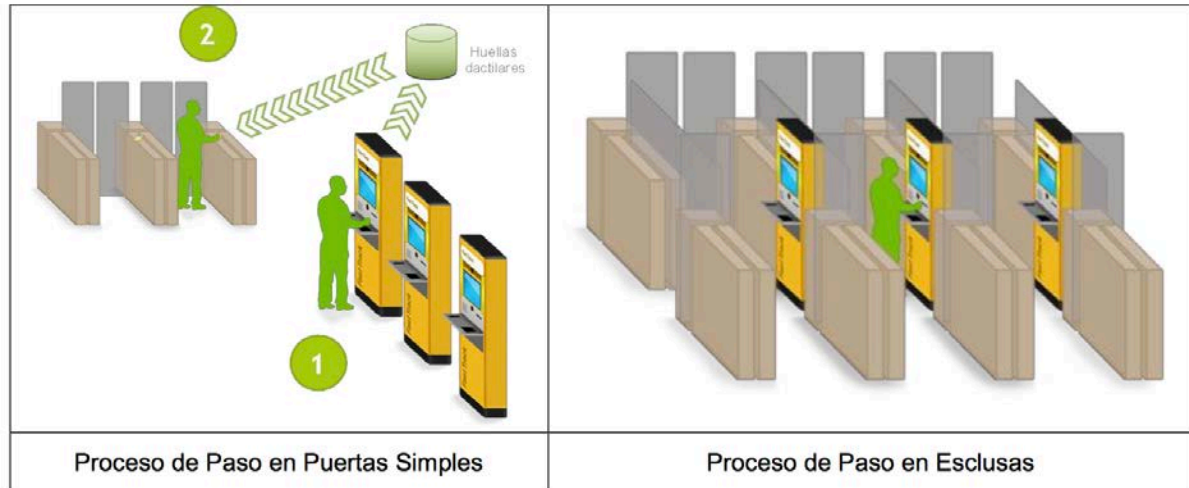 2
Huellas
dactilares
1
Proceso de Paso en Puertas Simples
Proceso de Paso en Esclusas